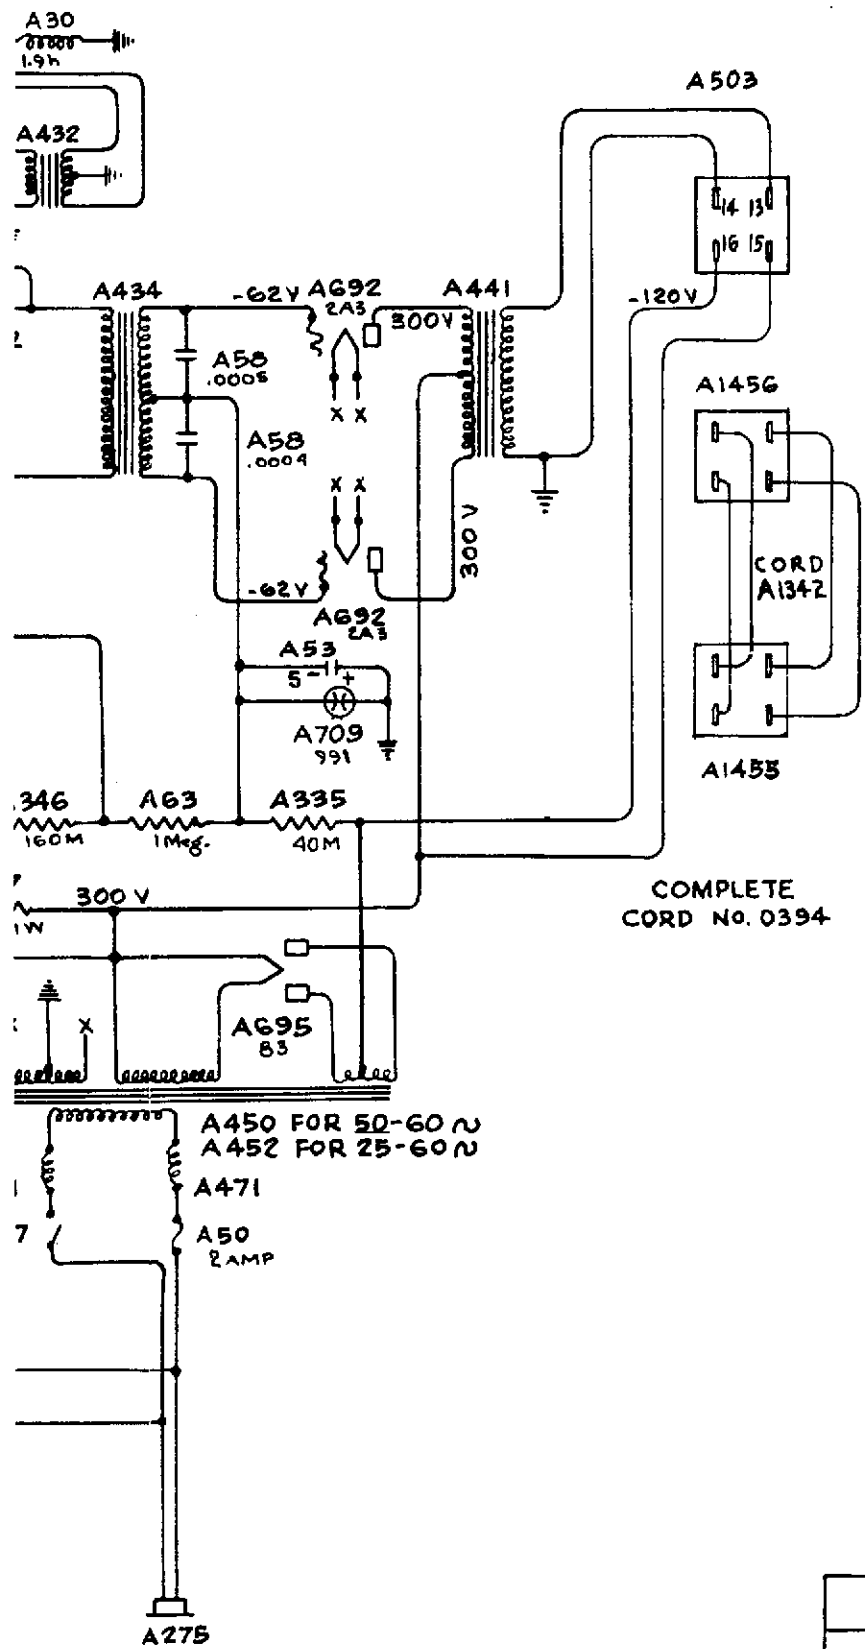 A30
1.9h
A503
A432
14 13
16 15
A434
-62V
A692
2A3
A441
300V
-120V
A58
.0005
A1456
x x
A58
.0004
x x
300 V
CORD
A1342
-62V
A692
2A3
A53
5 - +
A709
991
A1455
346
A63
A335
160M
1Meg.
40M
300 V
1W
COMPLETE
CORD No. 0394
X
A695
83
A450 FOR 50-60 ~
A452 FOR 25-60 ~
A471
7
A50
2 AMP
A275